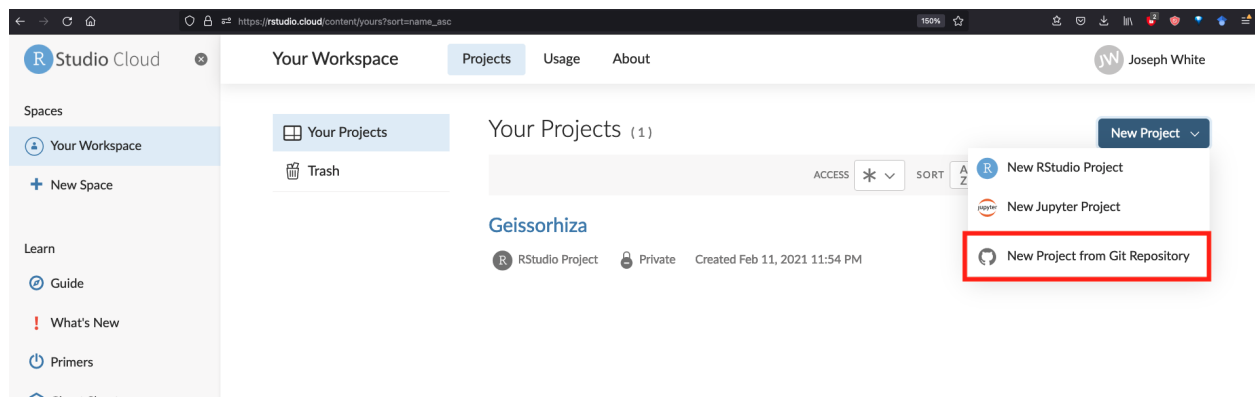 https://rstudio.cloud/content/yours?sort=name_asc
150%
2
R Studio Cloud
Your Workspace
Projects
Usage
About
JW
Joseph White
Spaces
Your Workspace
New Space
Learn
Guide
What's New
Primers
Your Projects
Trash
Your Projects (1)
New Project
ACCESS
SORT
A
Z
R New RStudio Project
jupyter New Jupyter Project
New Project from Git Repository
Geissorhiza
R RStudio Project
Private
Created Feb 11, 2021 11:54 PM